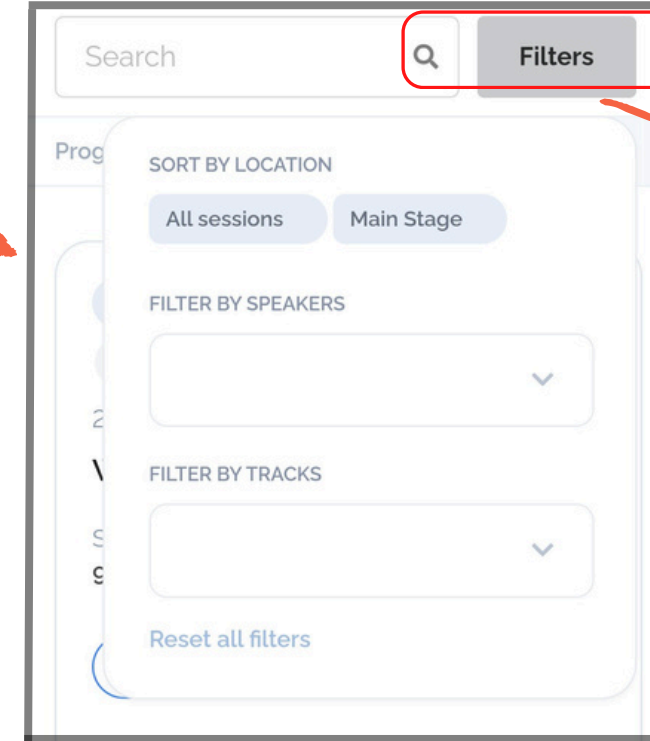 Search
Filters
Prog
SORT BY LOCATION
All sessions Main Stage
FILTER BY SPEAKERS
FILTER BY TRACKS
Reset all filters